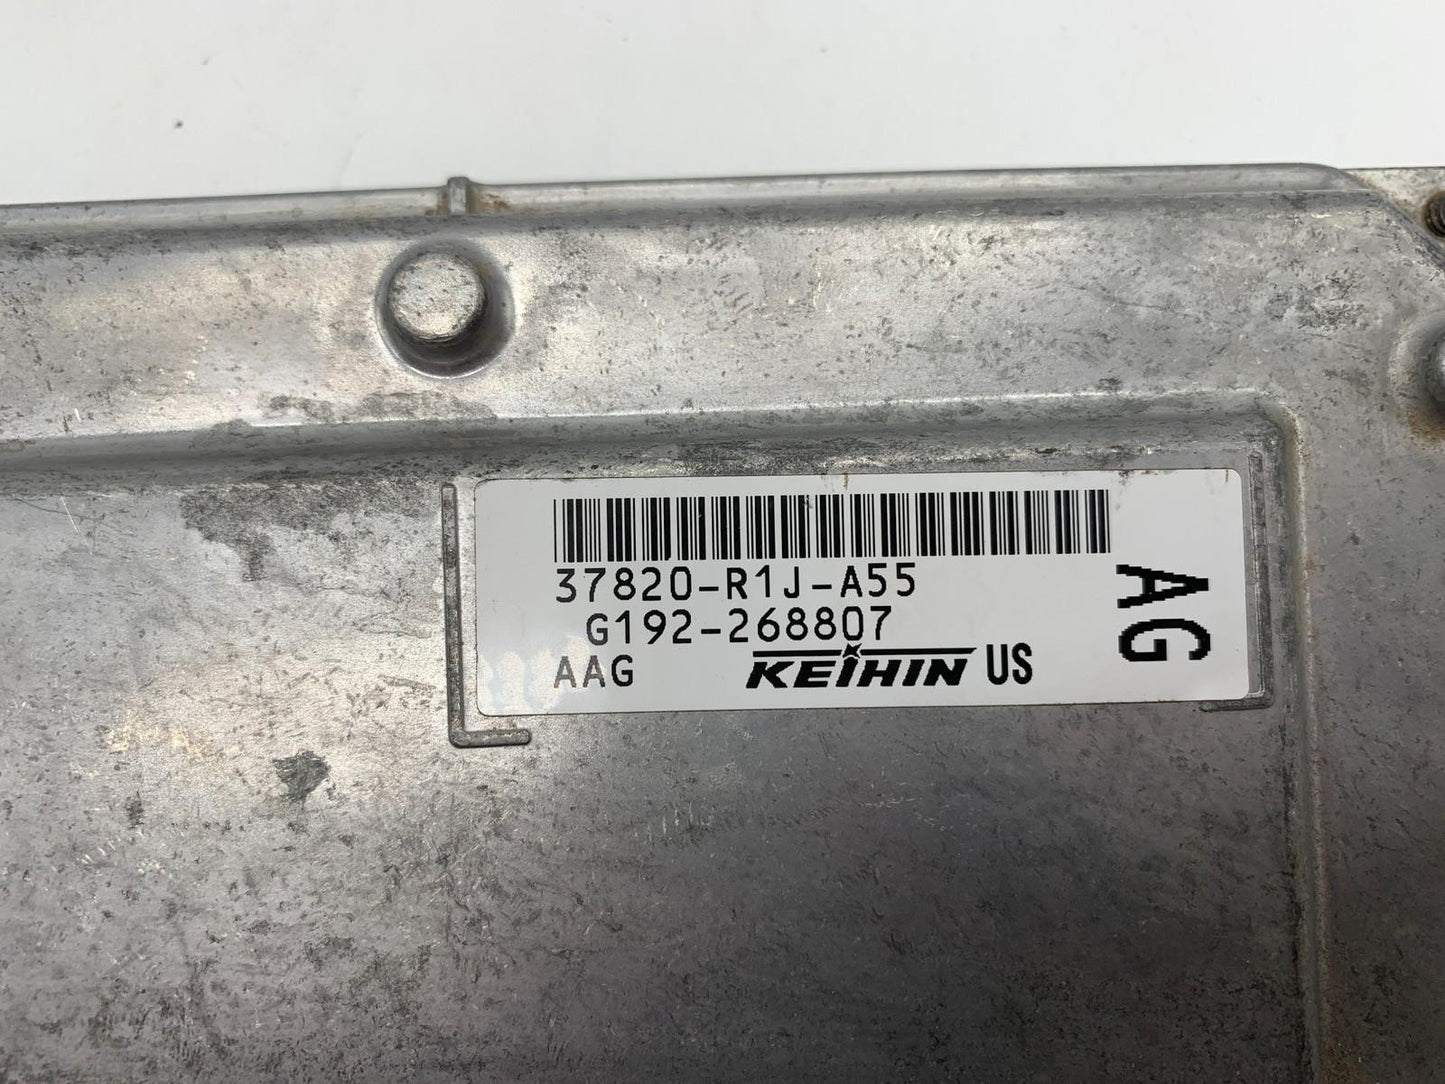 37820-R1J-A55
G192-268807
AAG KEIHIN US
AG